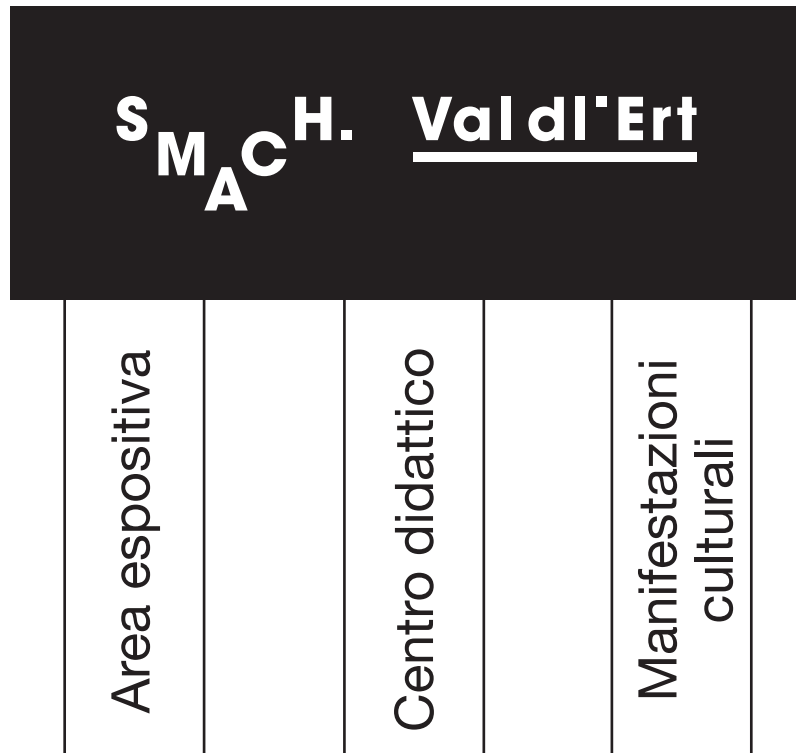 SMACH. Val dl'Ert
Area espositiva
Centro didattico
Manifestazioni
culturali